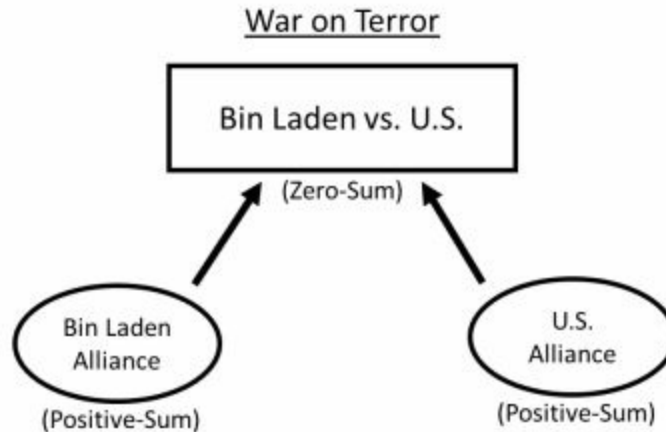 War on Terror
Bin Laden vs. U.S.
(Zero-Sum)
Bin Laden
Alliance
(Positive-Sum)
U.S.
Alliance
(Positive-Sum)